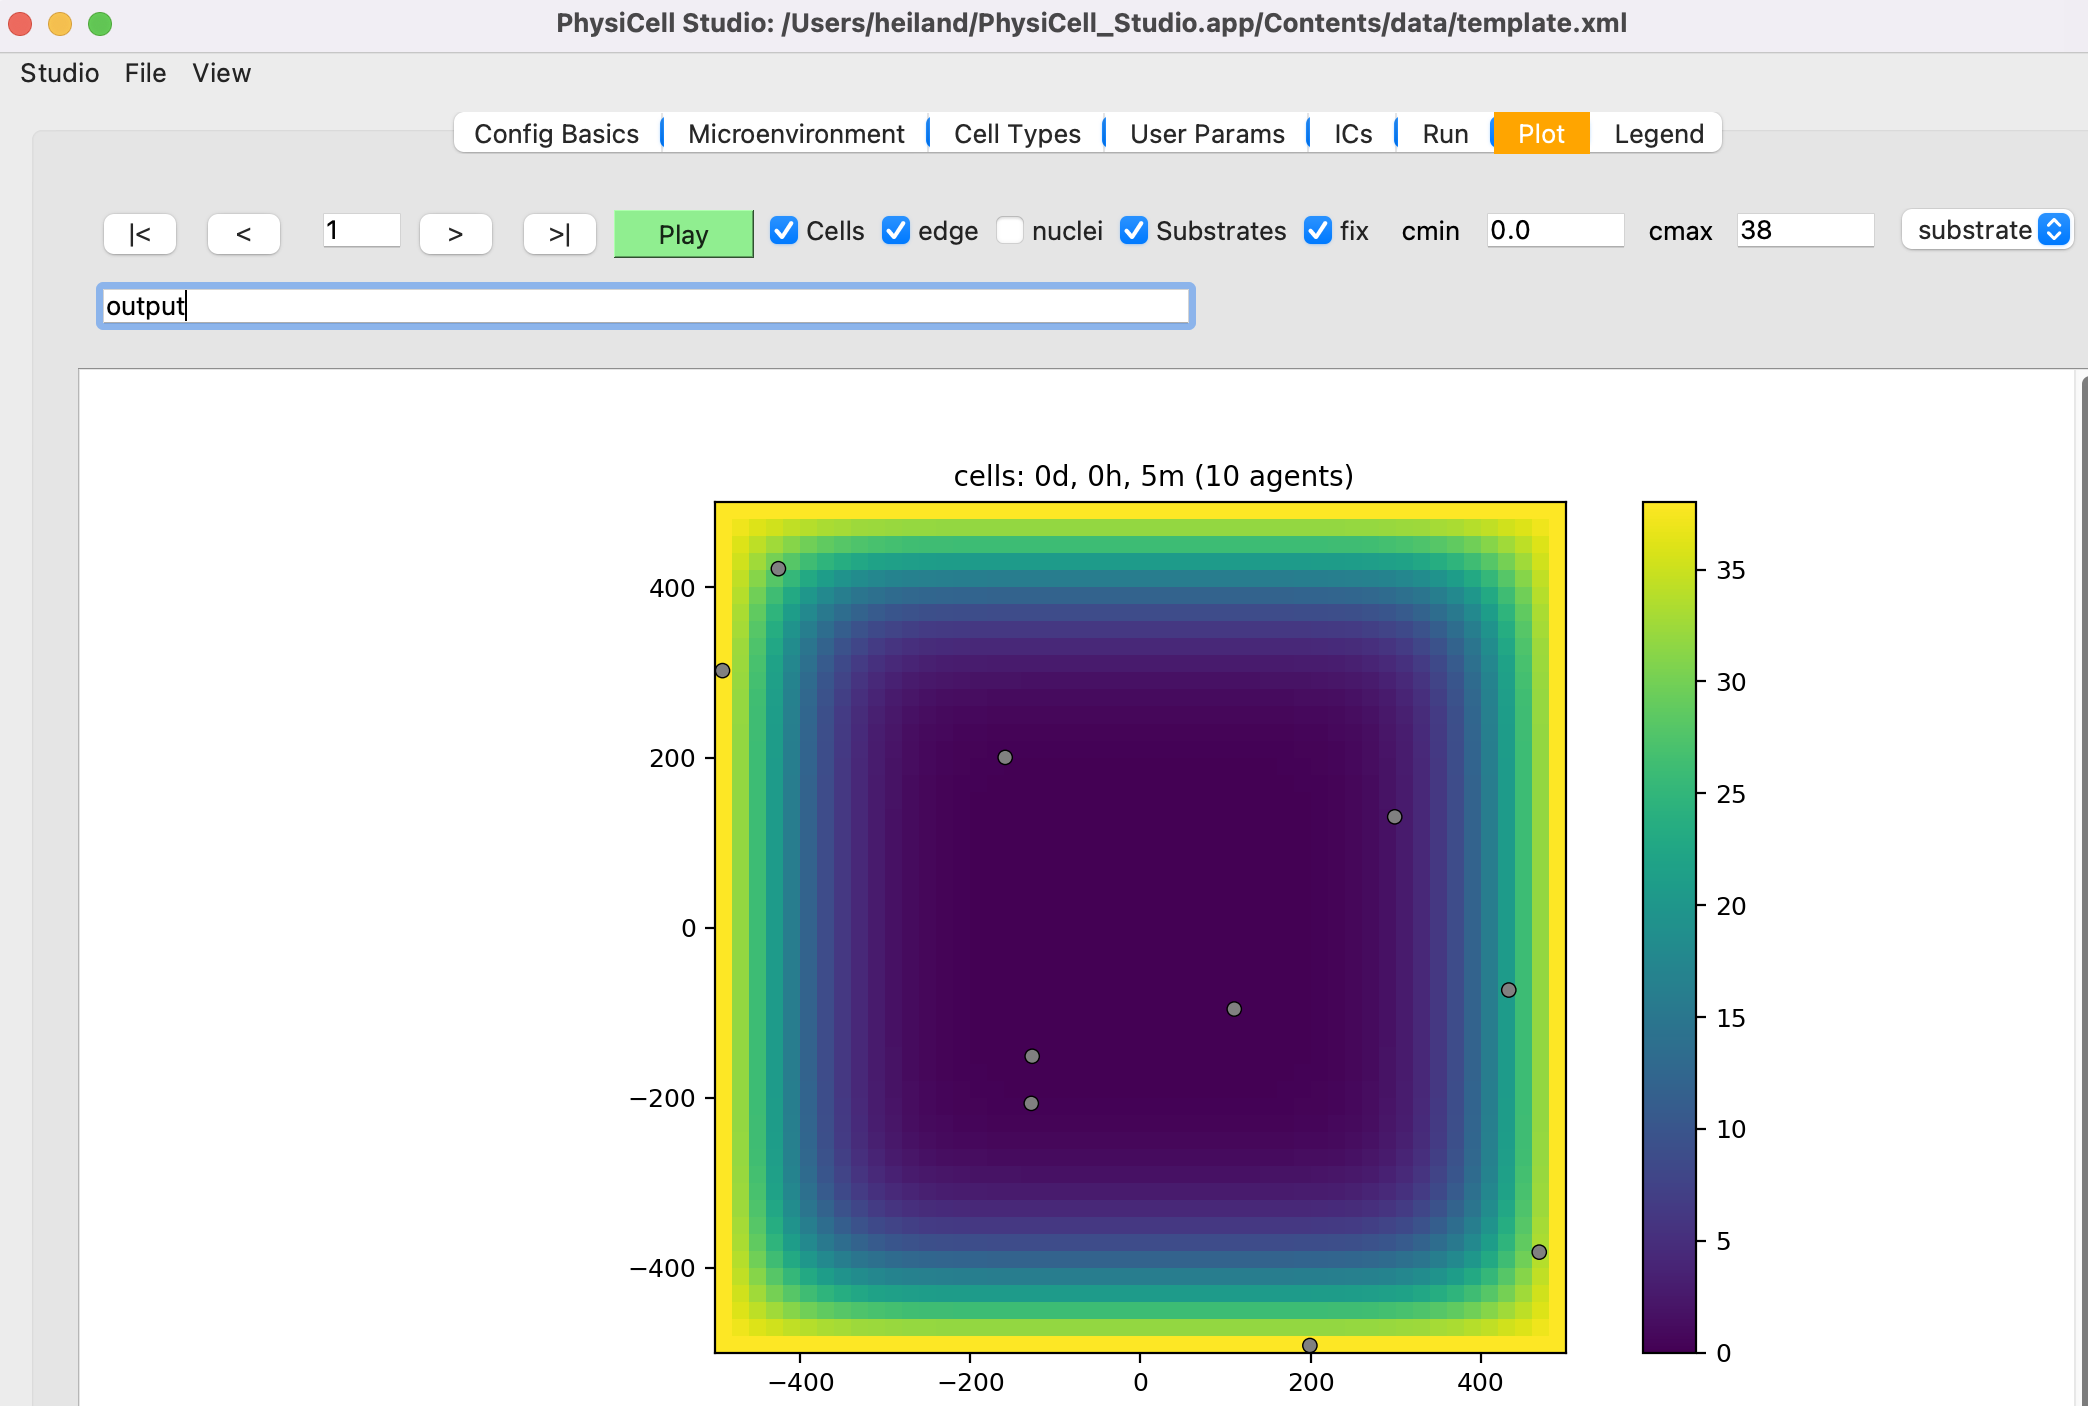 PhysiCell Studio: /Users/heiland/PhysiCell_Studio.app/Contents/data/template.xml
Studio File View
Config Basics Microenvironment Cell Types User Params ICs Run Plot Legend
|< < 1 > >| Play Cells edge nuclei Substrates fix cmin 0.0 cmax 38 substrate
output
cells: 0d, 0h, 5m (10 agents)
400
200
0
−200
−400
−400 −200 0 200 400
35
30
25
20
15
10
5
0